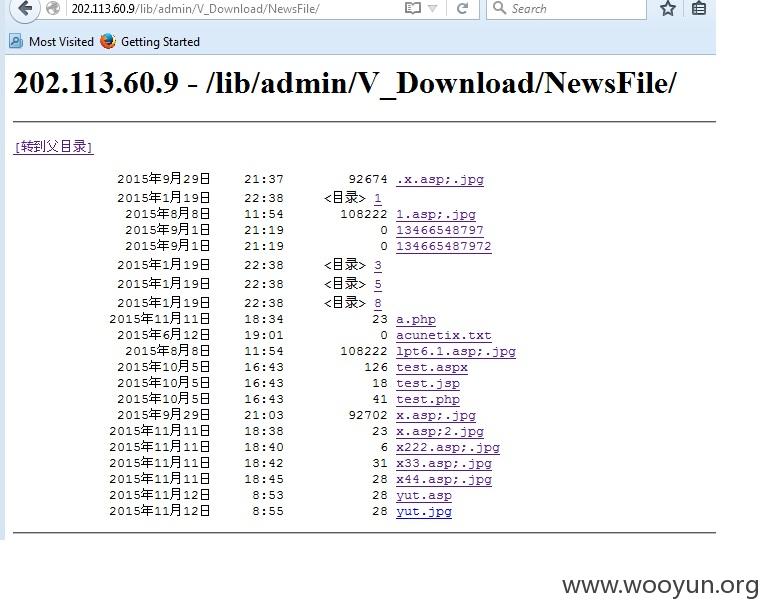 202.113.60.9/lib/admin/V_Download/NewsFile/
Search
Most Visited Getting Started
202.113.60.9 - /lib/admin/V_Download/NewsFile/
[转到父目录]
2015年9月29日 21:37 92674 .x.asp;.jpg
2015年1月19日 22:38 <目录> 1
2015年8月8日 11:54 108222 1.asp;.jpg
2015年9月1日 21:19 0 13466548797
2015年9月1日 21:19 0 134665487972
2015年1月19日 22:38 <目录> 3
2015年1月19日 22:38 <目录> 5
2015年1月19日 22:38 <目录> 8
2015年11月11日 18:34 23 a.php
2015年6月12日 19:01 0 acunetix.txt
2015年8月8日 11:54 108222 lpt6.1.asp;.jpg
2015年10月5日 16:43 126 test.aspx
2015年10月5日 16:43 18 test.jsp
2015年10月5日 16:43 41 test.php
2015年9月29日 21:03 92702 x.asp;.jpg
2015年11月11日 18:38 23 x.asp;2.jpg
2015年11月11日 18:40 6 x222.asp;.jpg
2015年11月11日 18:42 31 x33.asp;.jpg
2015年11月11日 18:45 28 x44.asp;.jpg
2015年11月12日 8:53 28 yut.asp
2015年11月12日 8:55 28 yut.jpg
www.wooyun.org